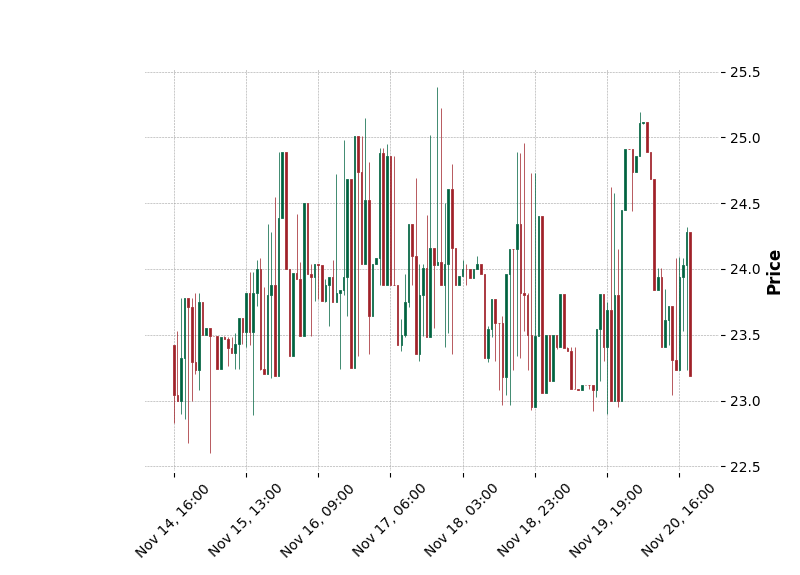 25.5
25.0
24.5
24.0
23.5
23.0
22.5
Price
Nov 14, 16:00
Nov 15, 13:00
Nov 16, 09:00
Nov 17, 06:00
Nov 18, 03:00
Nov 18, 23:00
Nov 19, 19:00
Nov 20, 16:00